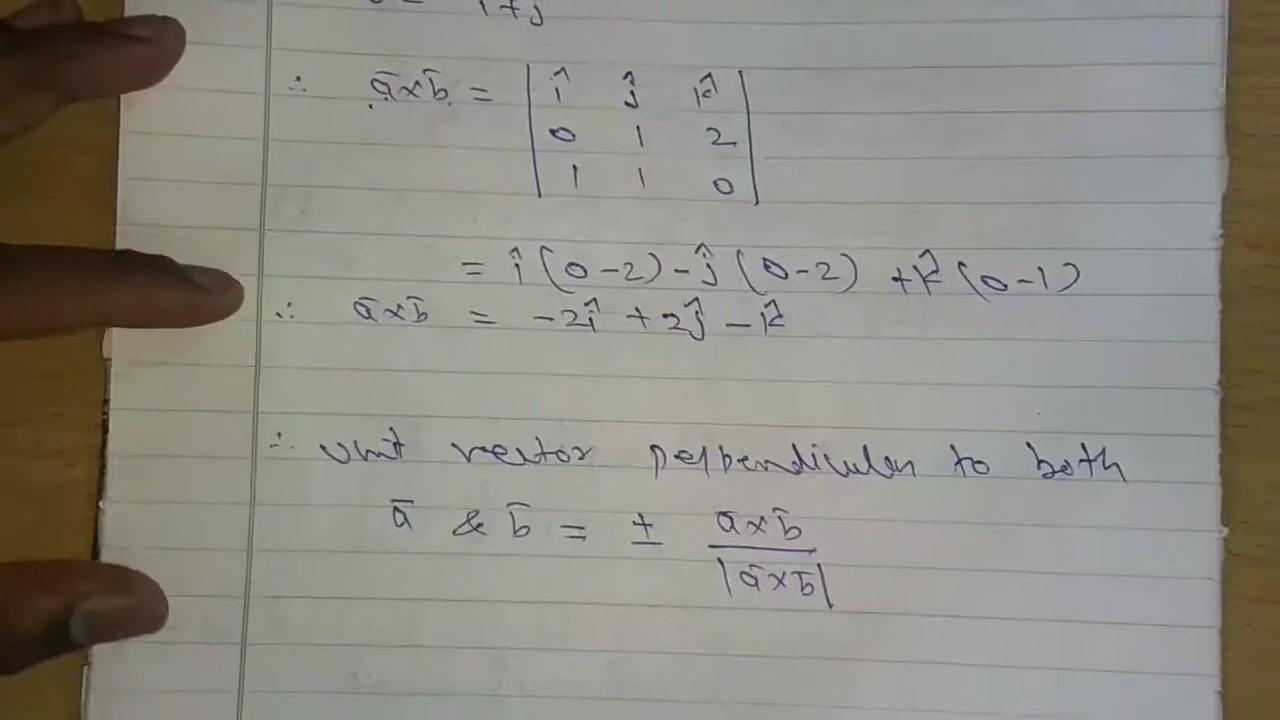 i + j
∴ a̅×b̅ = | î ĵ k̂ |
| 0 1 2 |
| 1 1 0 |
= î (0-2) - ĵ (0-2) + k̂ (0-1)
∴ a̅×b̅ = -2î + 2ĵ - k̂
∴ unit vector perpendicular to both
a̅ & b̅ = ± a̅×b̅
|a̅×b̅|